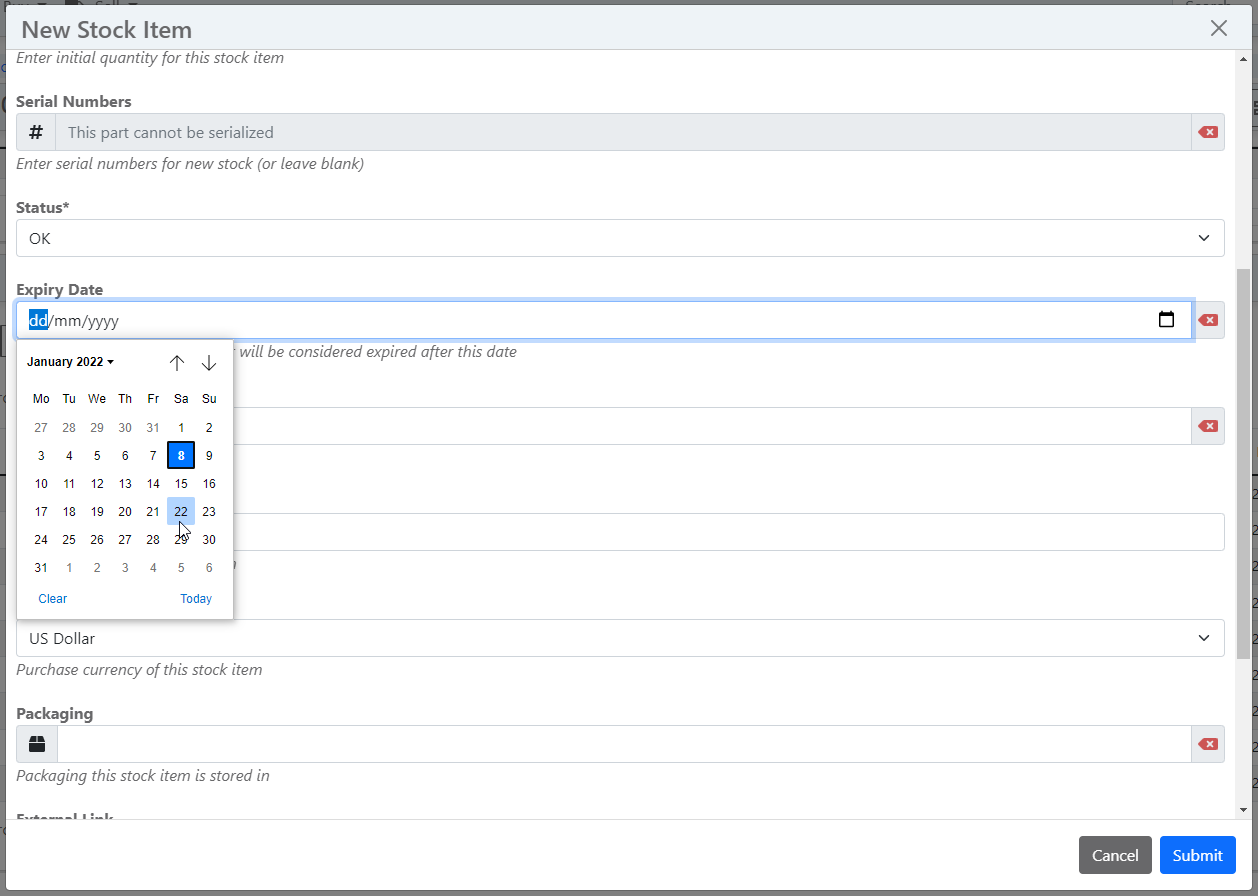 Buy Sell
Search
New Stock Item
Enter initial quantity for this stock item
Serial Numbers
# This part cannot be serialized
Enter serial numbers for new stock (or leave blank)
Status*
OK
Expiry Date
dd/mm/yyyy
will be considered expired after this date
January 2022
Mo Tu We Th Fr Sa Su
27 28 29 30 31 1 2
3 4 5 6 7 8 9
10 11 12 13 14 15 16
17 18 19 20 21 22 23
24 25 26 27 28 29 30
31 1 2 3 4 5 6
Clear Today
US Dollar
Purchase currency of this stock item
Packaging
Packaging this stock item is stored in
External Link
Cancel Submit